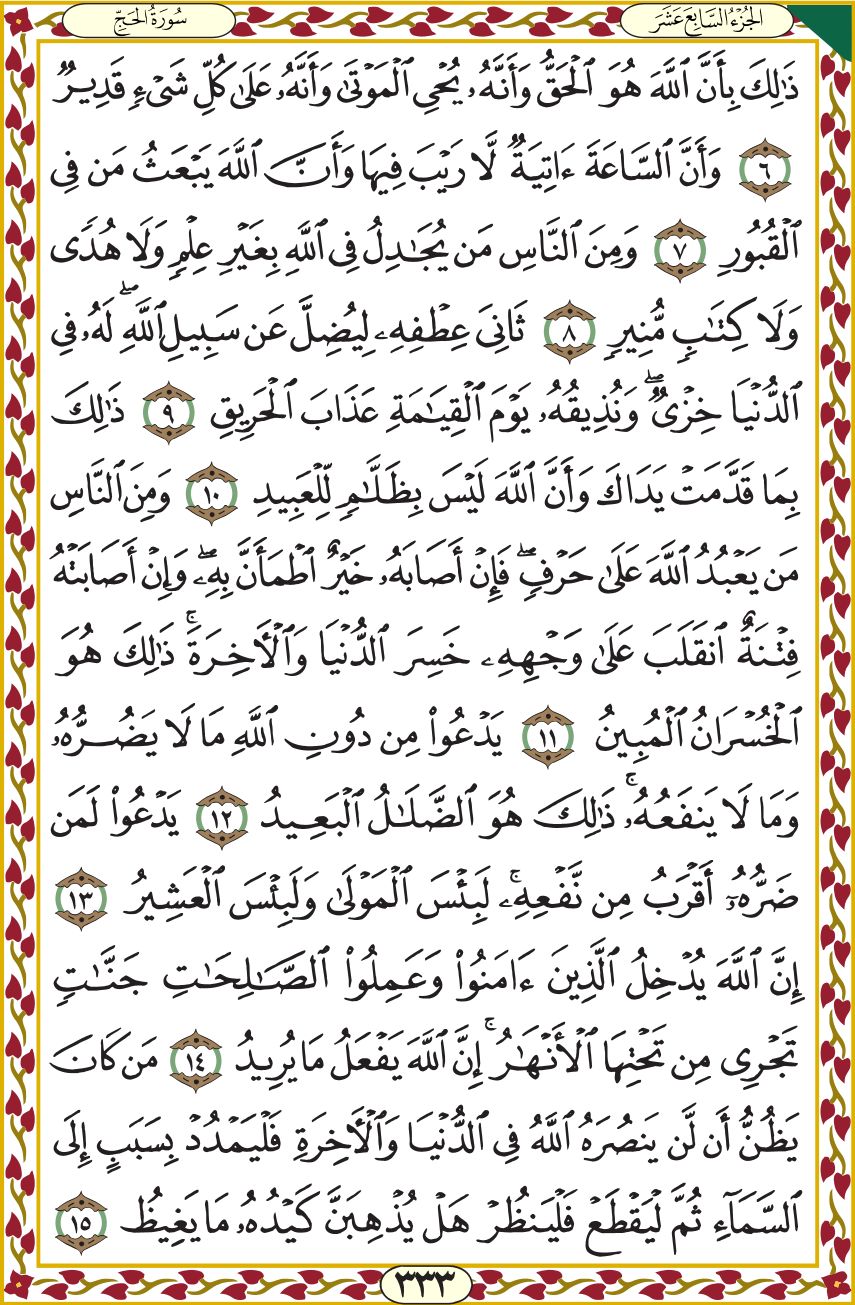 الجُزْءُ السَّابِعَ عَشَرَ
سُورَةُ الحَجِّ
ذَٰلِكَ بِأَنَّ ٱللَّهَ هُوَ ٱلْحَقُّ وَأَنَّهُۥ يُحْىِ ٱلْمَوْتَىٰ وَأَنَّهُۥ عَلَىٰ كُلِّ شَىْءٍ قَدِيرٌ
٦ وَأَنَّ ٱلسَّاعَةَ ءَاتِيَةٌ لَّا رَيْبَ فِيهَا وَأَنَّ ٱللَّهَ يَبْعَثُ مَن فِى
ٱلْقُبُورِ ٧ وَمِنَ ٱلنَّاسِ مَن يُجَٰدِلُ فِى ٱللَّهِ بِغَيْرِ عِلْمٍ وَلَا هُدًى
وَلَا كِتَٰبٍ مُّنِيرٍ ٨ ثَانِىَ عِطْفِهِۦ لِيُضِلَّ عَن سَبِيلِ ٱللَّهِۖ لَهُۥ فِى
ٱلدُّنْيَا خِزْىٌۖ وَنُذِيقُهُۥ يَوْمَ ٱلْقِيَٰمَةِ عَذَابَ ٱلْحَرِيقِ ٩ ذَٰلِكَ
بِمَا قَدَّمَتْ يَدَاكَ وَأَنَّ ٱللَّهَ لَيْسَ بِظَلَّٰمٍ لِّلْعَبِيدِ ١٠ وَمِنَ ٱلنَّاسِ
مَن يَعْبُدُ ٱللَّهَ عَلَىٰ حَرْفٍۖ فَإِنْ أَصَابَهُۥ خَيْرٌ ٱطْمَأَنَّ بِهِۦۖ وَإِنْ أَصَابَتْهُ
فِتْنَةٌ ٱنقَلَبَ عَلَىٰ وَجْهِهِۦ خَسِرَ ٱلدُّنْيَا وَٱلْءَاخِرَةَۚ ذَٰلِكَ هُوَ
ٱلْخُسْرَانُ ٱلْمُبِينُ ١١ يَدْعُوا۟ مِن دُونِ ٱللَّهِ مَا لَا يَضُرُّهُۥ
وَمَا لَا يَنفَعُهُۥۚ ذَٰلِكَ هُوَ ٱلضَّلَٰلُ ٱلْبَعِيدُ ١٢ يَدْعُوا۟ لَمَن
ضَرُّهُۥٓ أَقْرَبُ مِن نَّفْعِهِۦۚ لَبِئْسَ ٱلْمَوْلَىٰ وَلَبِئْسَ ٱلْعَشِيرُ ١٣
إِنَّ ٱللَّهَ يُدْخِلُ ٱلَّذِينَ ءَامَنُوا۟ وَعَمِلُوا۟ ٱلصَّٰلِحَٰتِ جَنَّٰتٍ
تَجْرِى مِن تَحْتِهَا ٱلْأَنْهَٰرُۚ إِنَّ ٱللَّهَ يَفْعَلُ مَا يُرِيدُ ١٤ مَن كَانَ
يَظُنُّ أَن لَّن يَنصُرَهُ ٱللَّهُ فِى ٱلدُّنْيَا وَٱلْءَاخِرَةِ فَلْيَمْدُدْ بِسَبَبٍ إِلَى
ٱلسَّمَآءِ ثُمَّ لْيَقْطَعْ فَلْيَنظُرْ هَلْ يُذْهِبَنَّ كَيْدُهُۥ مَا يَغِيظُ ١٥
٣٣٣